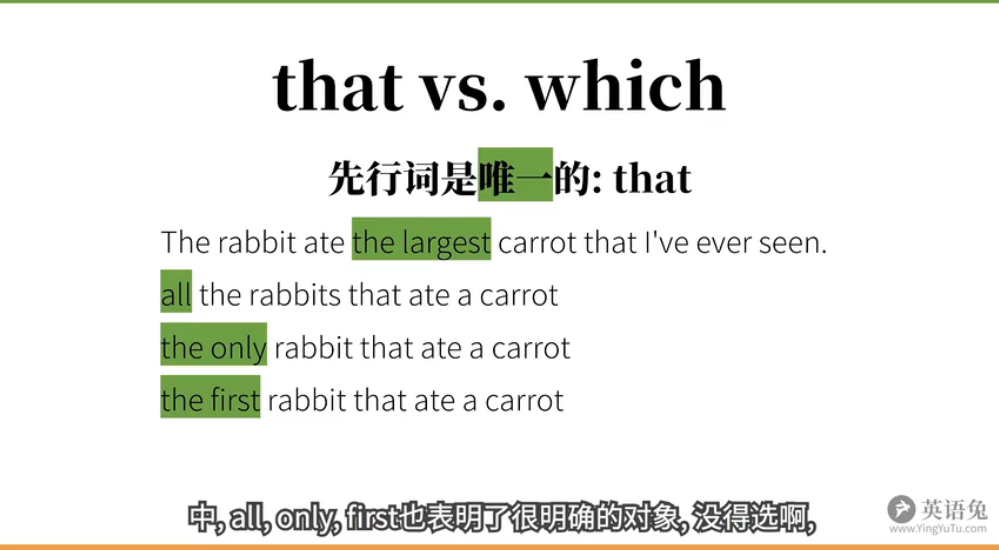 that vs. which
先行词是唯一的: that
The rabbit ate the largest carrot that I've ever seen.
all the rabbits that ate a carrot
the only rabbit that ate a carrot
the first rabbit that ate a carrot
中, all, only, first也表明了很明确的对象, 没得选啊,
英语兔
www.YingYuTu.com